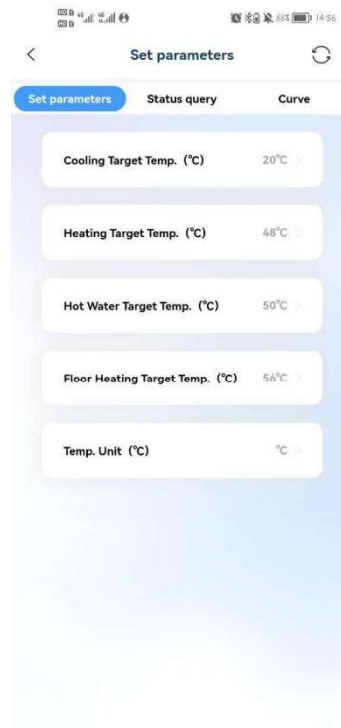 88% 14:56
Set parameters
Set parameters Status query Curve
Cooling Target Temp. (°C) 20°C
Heating Target Temp. (°C) 48°C
Hot Water Target Temp. (°C) 50°C
Floor Heating Target Temp. (°C) 56°C
Temp. Unit (°C) °C